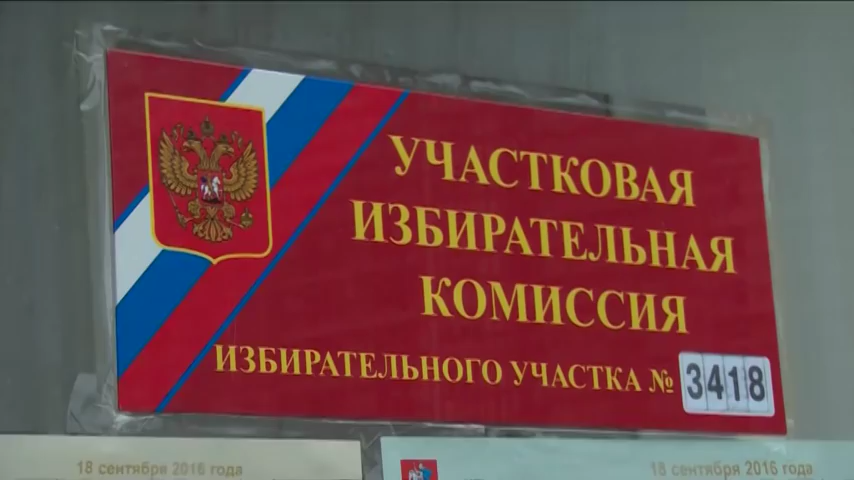 УЧАСТКОВАЯ
ИЗБИРАТЕЛЬНАЯ
КОМИССИЯ
ИЗБИРАТЕЛЬНОГО УЧАСТКА № 3418
18 сентября 2016 года
18 сентября 2016 года